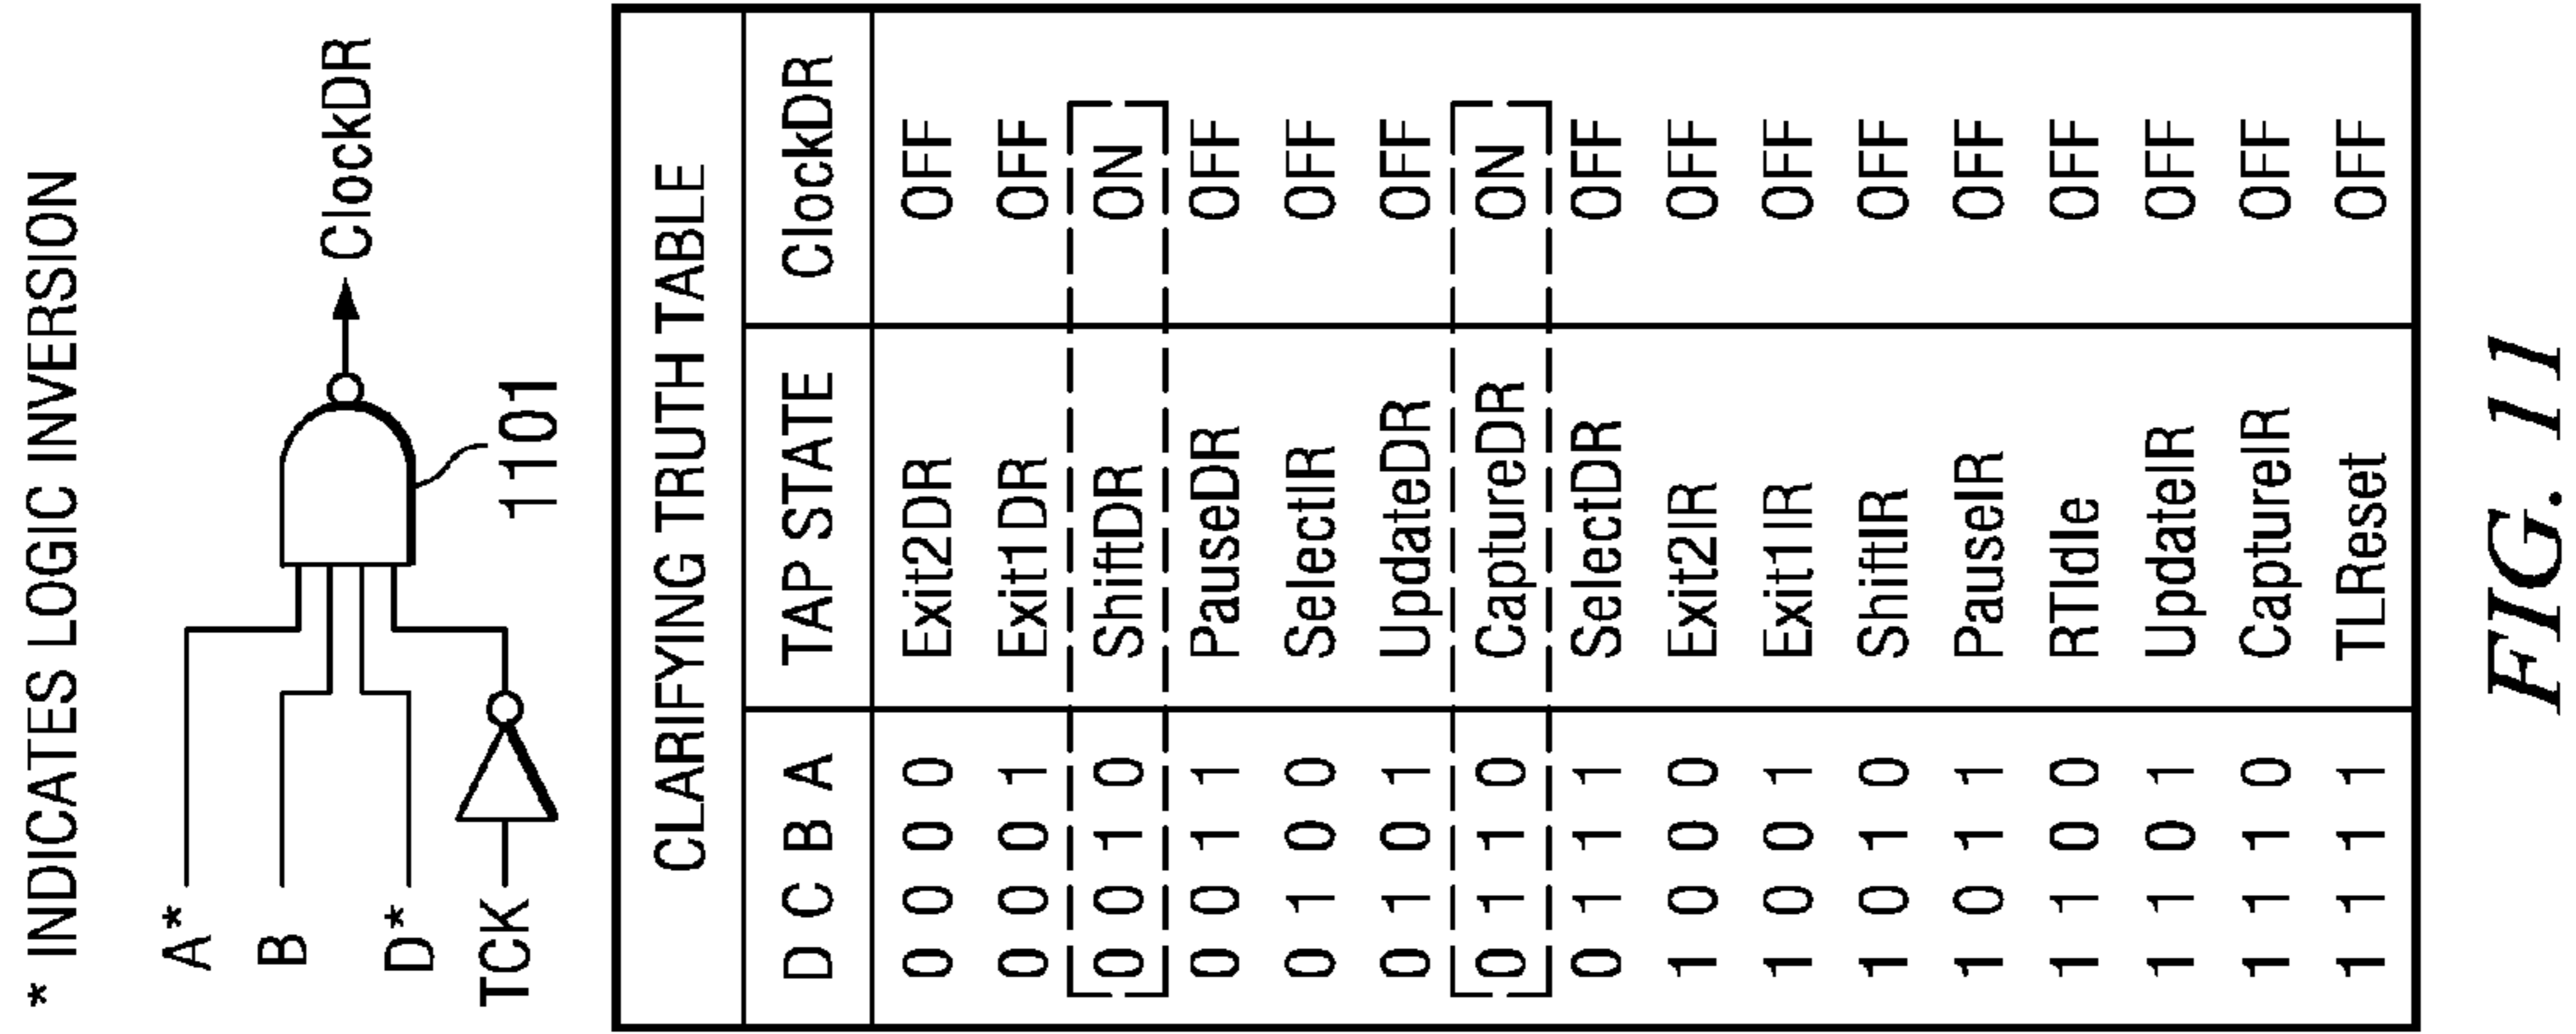 * INDICATES LOGIC INVERSION
A*
B
D*
TCK
ClockDR
1101
CLARIFYING TRUTH TABLE
D C B A TAP STATE ClockDR
0 0 0 0 Exit2DR OFF
0 0 0 1 Exit1DR OFF
0 0 1 0 ShiftDR ON
0 0 1 1 PauseDR OFF
0 1 0 0 SelectIR OFF
0 1 0 1 UpdateDR OFF
0 1 1 0 CaptureDR ON
0 1 1 1 SelectDR OFF
1 0 0 0 Exit2IR OFF
1 0 0 1 Exit1IR OFF
1 0 1 0 ShiftIR OFF
1 0 1 1 PauseIR OFF
1 1 0 0 RTIdle OFF
1 1 0 1 UpdateIR OFF
1 1 1 0 CaptureIR OFF
1 1 1 1 TLReset OFF
FIG. 11